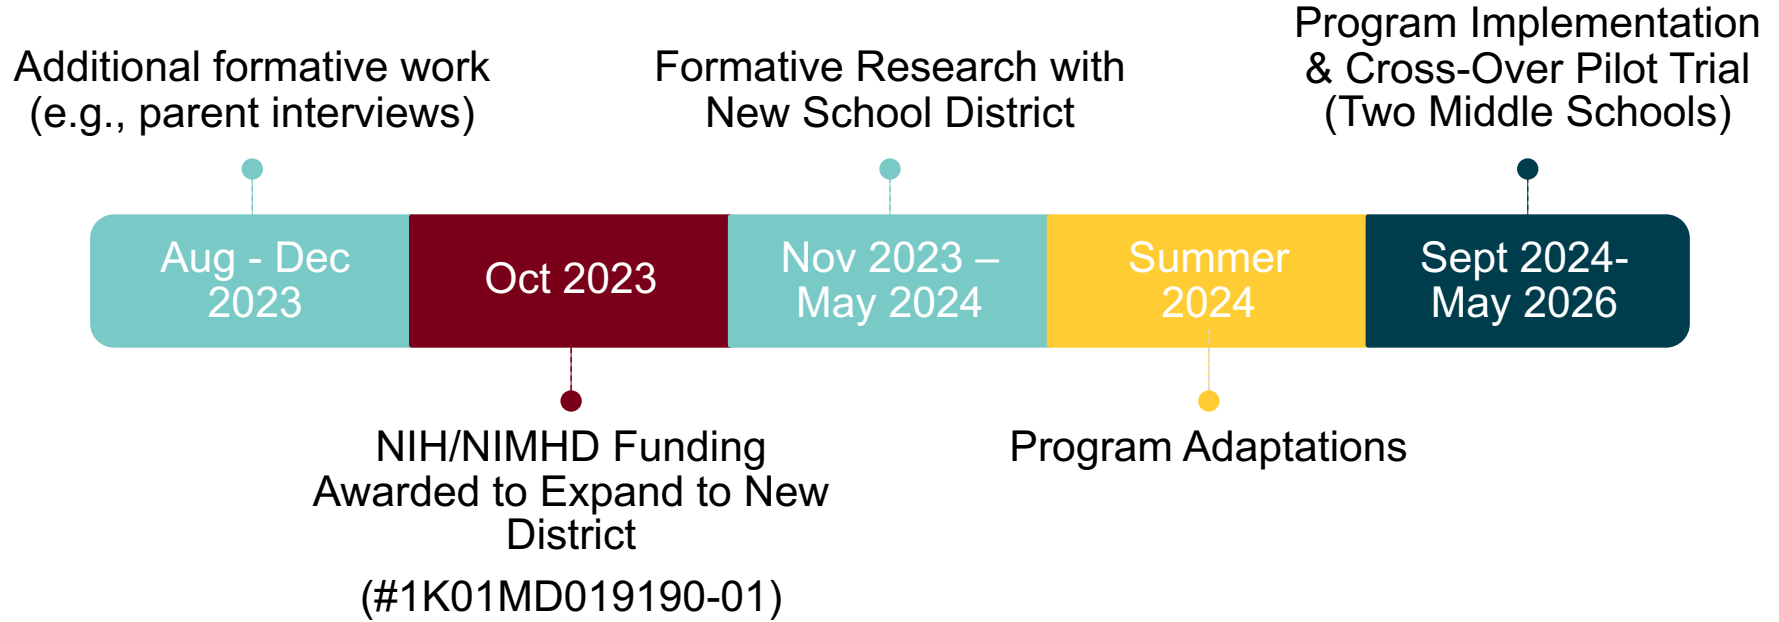 Additional formative work
(e.g., parent interviews)
Formative Research with
New School District
Program Implementation
& Cross-Over Pilot Trial
(Two Middle Schools)
Aug - Dec
2023
Oct 2023
Nov 2023 –
May 2024
Summer
2024
Sept 2024-
May 2026
NIH/NIMHD Funding
Awarded to Expand to New
District
(#1K01MD019190-01)
Program Adaptations